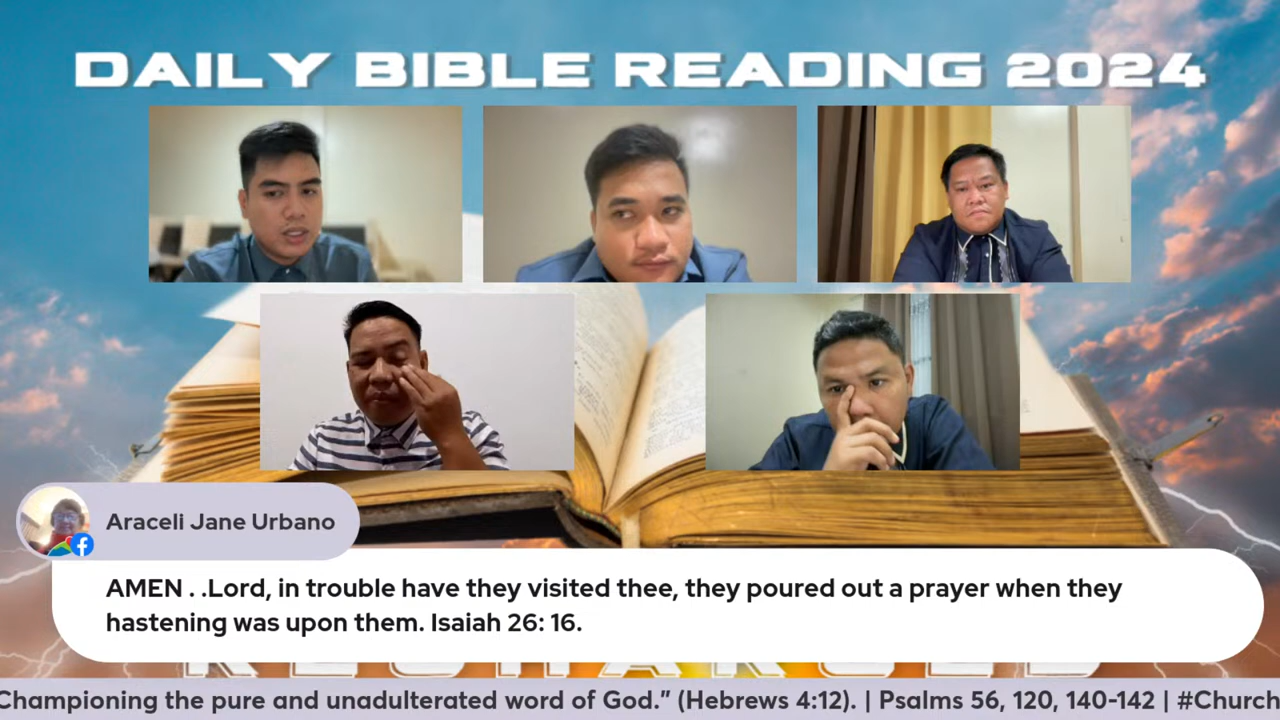 DAILY BIBLE READING 2024
Araceli Jane Urbano
AMEN . .Lord, in trouble have they visited thee, they poured out a prayer when they
hastening was upon them. Isaiah 26: 16.
Championing the pure and unadulterated word of God.” (Hebrews 4:12). | Psalms 56, 120, 140-142 | #Church